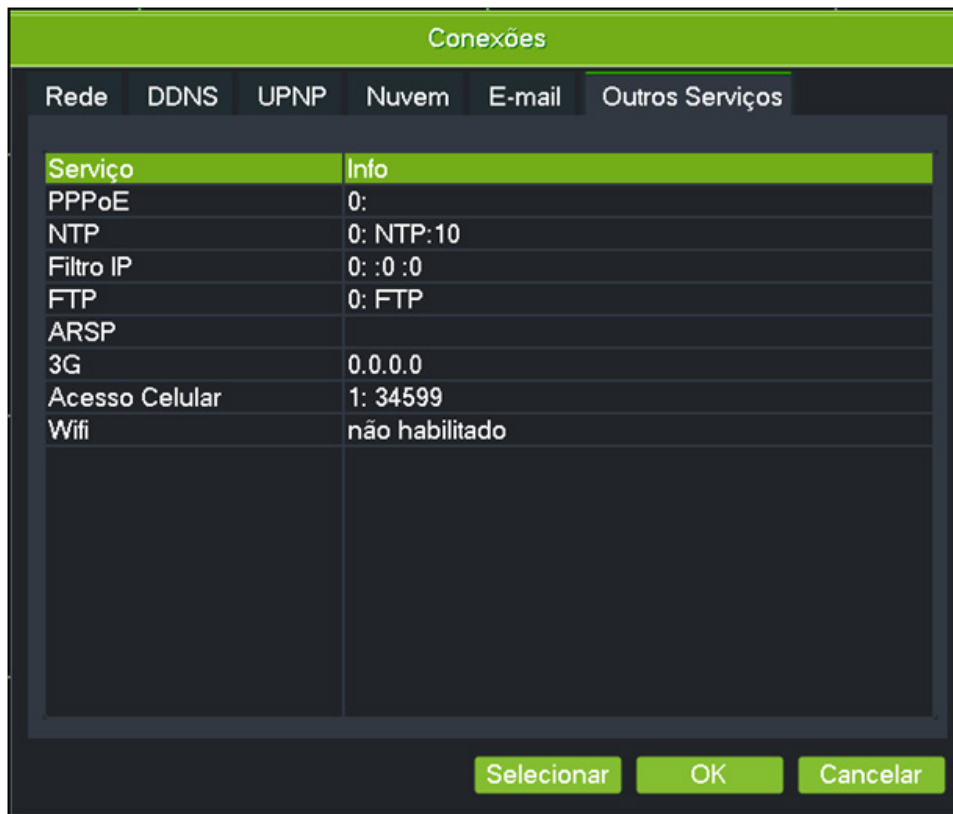 Conexões
Rede DDNS UPNP Nuvem E-mail Outros Serviços
Serviço Info
PPPoE 0:
NTP 0: NTP:10
Filtro IP 0: :0 :0
FTP 0: FTP
ARSP
3G 0.0.0.0
Acesso Celular 1: 34599
Wifi não habilitado
Selecionar OK Cancelar